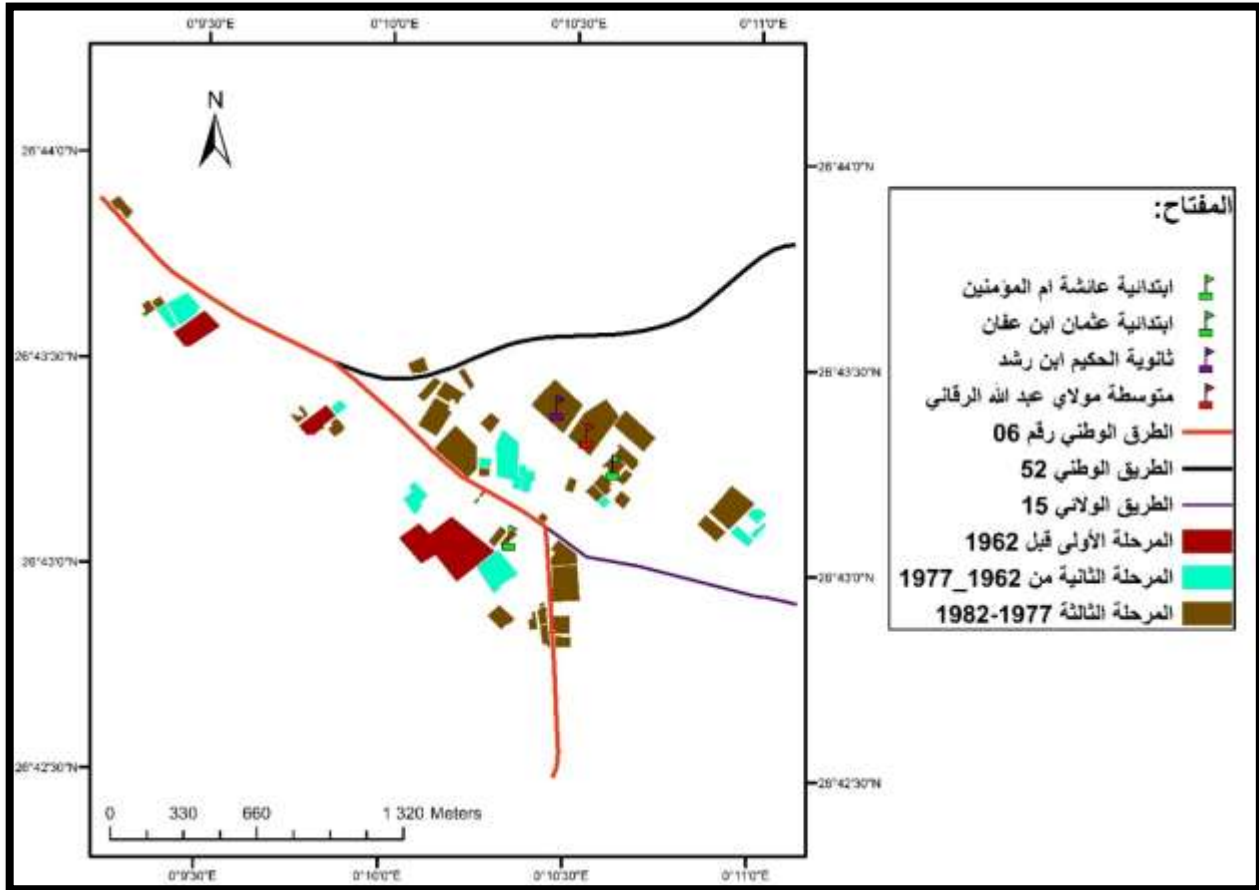 0°9'30"E 0°10'0"E 0°10'30"E 0°11'0"E
N
26°44'0"N
26°44'0"N
26°43'30"N
26°43'30"N
26°43'0"N
26°43'0"N
26°42'30"N
26°42'30"N
0 330 660 1 320 Meters
0°9'30"E 0°10'0"E 0°10'30"E 0°11'0"E
المفتاح:
ابتدائية عائشة ام المؤمنين
ابتدائية عثمان ابن عفان
ثانوية الحكيم ابن رشد
متوسطة مولاي عبد الله الرقاني
الطرق الوطني رقم 06
الطريق الوطني 52
الطريق الولائي 15
المرحلة الأولى قبل 1962
المرحلة الثانية من 1962_1977
المرحلة الثالثة 1977-1982